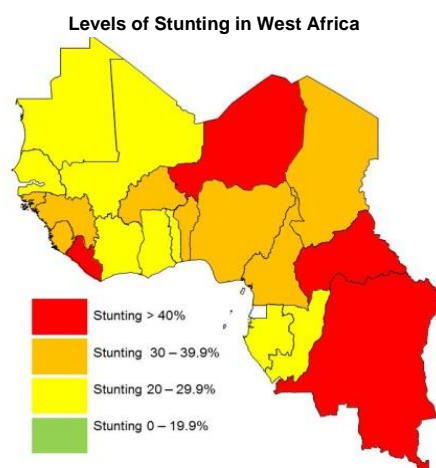 Levels of Stunting in West Africa
Stunting > 40%
Stunting 30 – 39.9%
Stunting 20 – 29.9%
Stunting 0 – 19.9%